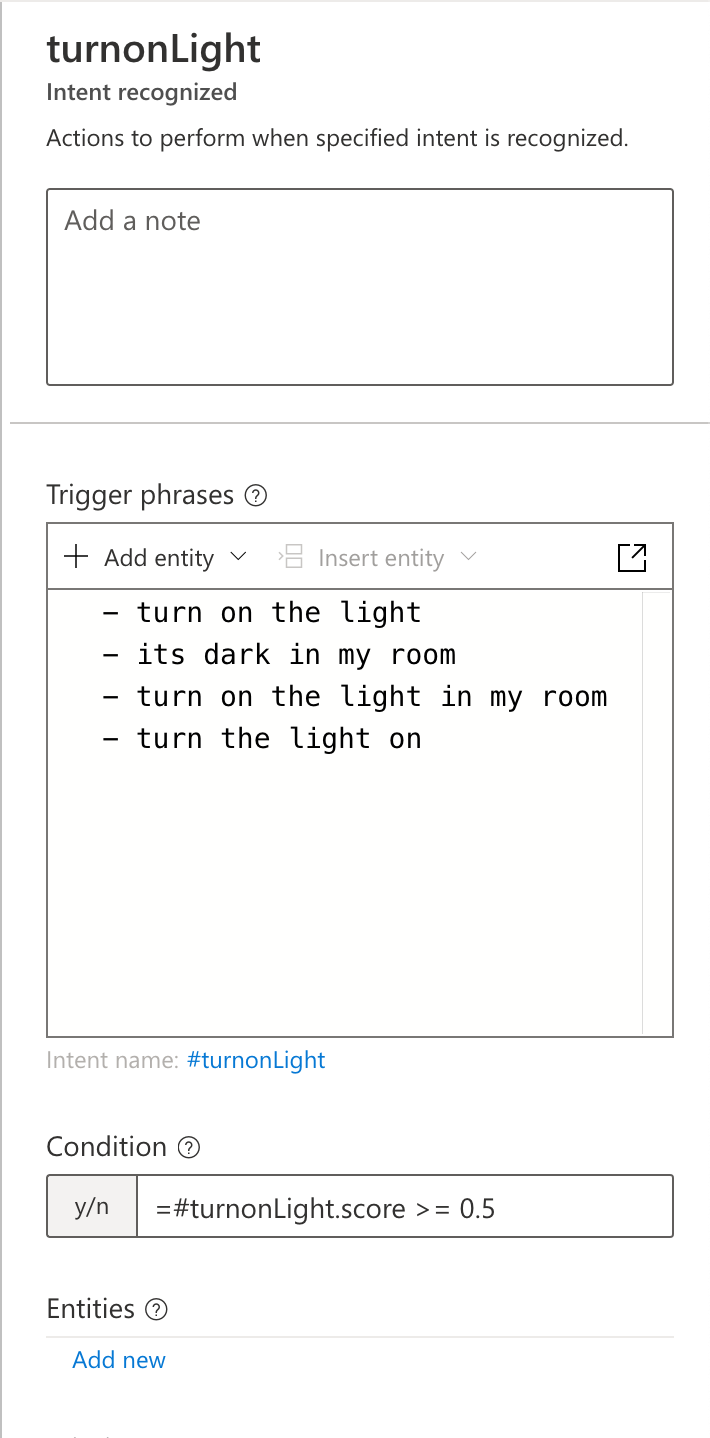 turnonLight
Intent recognized
Actions to perform when specified intent is recognized.
Add a note
Trigger phrases ?
+ Add entity Insert entity
- turn on the light
- its dark in my room
- turn on the light in my room
- turn the light on
Intent name: #turnonLight
Condition ?
y/n =#turnonLight.score >= 0.5
Entities ?
Add new